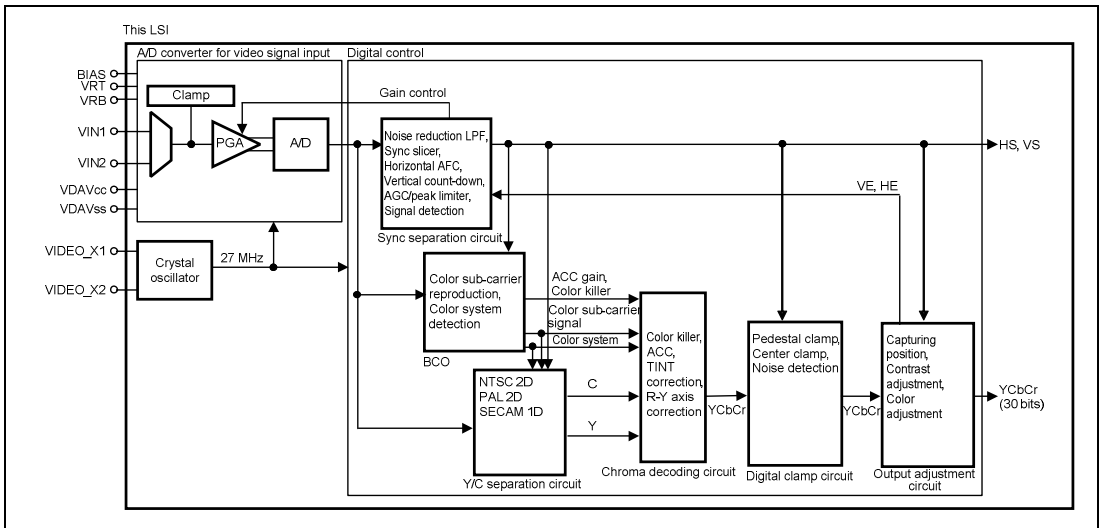 This LSI
A/D converter for video signal input
Digital control
BIAS
VRT
VRB
Clamp
Gain control
VIN1
PGA
A/D
VIN2
VDAVcc
VDAVss
Noise reduction LPF,
Sync slicer,
Horizontal AFC,
Vertical count-down,
AGC/peak limiter,
Signal detection
Sync separation circuit
HS, VS
VE, HE
VIDEO_X1
VIDEO_X2
Crystal
oscillator
27 MHz
Color sub-carrier
reproduction,
Color system
detection
BCO
ACC gain,
Color killer
Color sub-carrier
signal
Color system
NTSC 2D
PAL 2D
SECAM 1D
Y/C separation circuit
C
Y
Color killer,
ACC,
TINT
correction,
R-Y axis
correction
Chroma decoding circuit
YCbCr
Pedestal clamp,
Center clamp,
Noise detection
Digital clamp circuit
YCbCr
Capturing
position,
Contrast
adjustment,
Color
adjustment
Output adjustment
circuit
YCbCr
(30 bits)